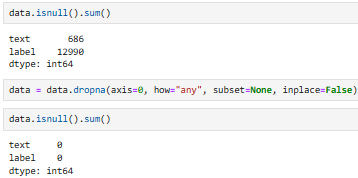 data.isnull().sum()
text       686
label    12990
dtype: int64
data = data.dropna(axis=0, how="any", subset=None, inplace=False)
data.isnull().sum()
text     0
label    0
dtype: int64